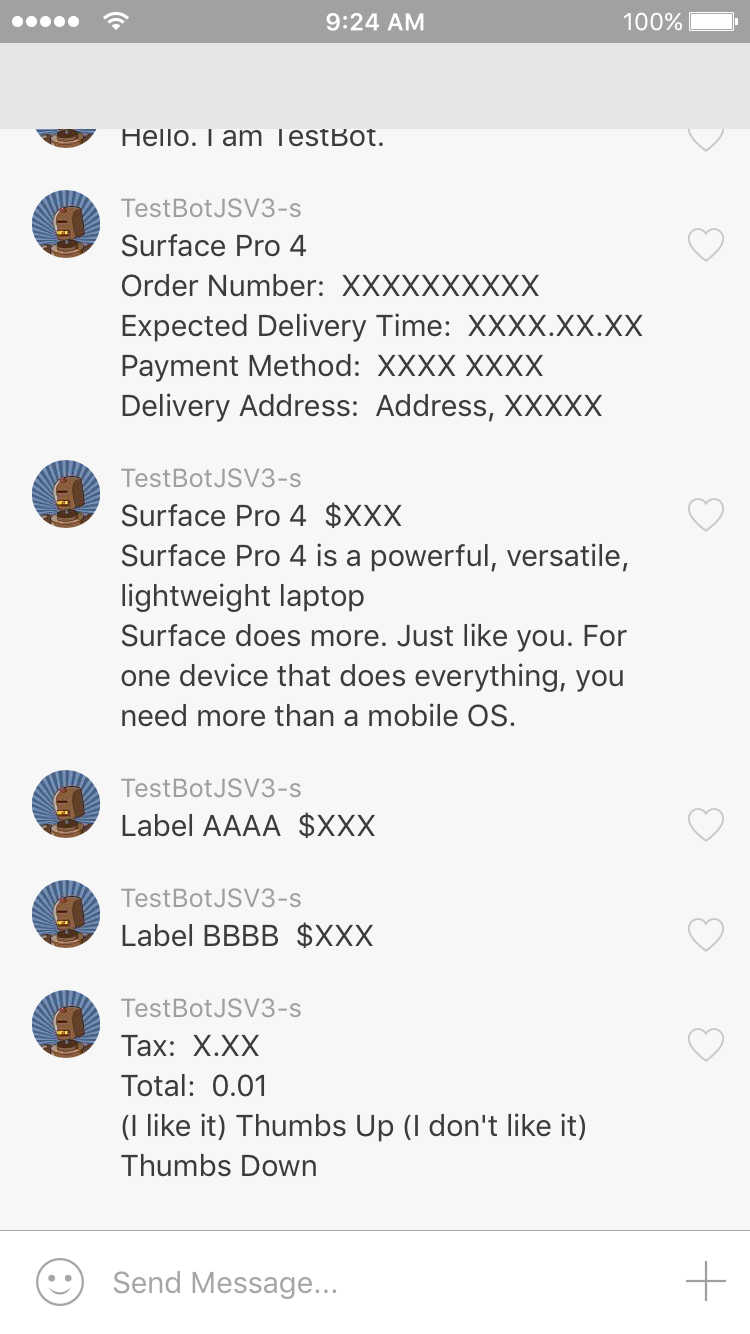 9:24 AM 100%
Hello. I am TestBot.
TestBotJSV3-s
Surface Pro 4
Order Number: XXXXXXXXXX
Expected Delivery Time: XXXX.XX.XX
Payment Method: XXXX XXXX
Delivery Address: Address, XXXXX
TestBotJSV3-s
Surface Pro 4 $XXX
Surface Pro 4 is a powerful, versatile,
lightweight laptop
Surface does more. Just like you. For
one device that does everything, you
need more than a mobile OS.
TestBotJSV3-s
Label AAAA $XXX
TestBotJSV3-s
Label BBBB $XXX
TestBotJSV3-s
Tax: X.XX
Total: 0.01
(I like it) Thumbs Up (I don't like it)
Thumbs Down
Send Message...